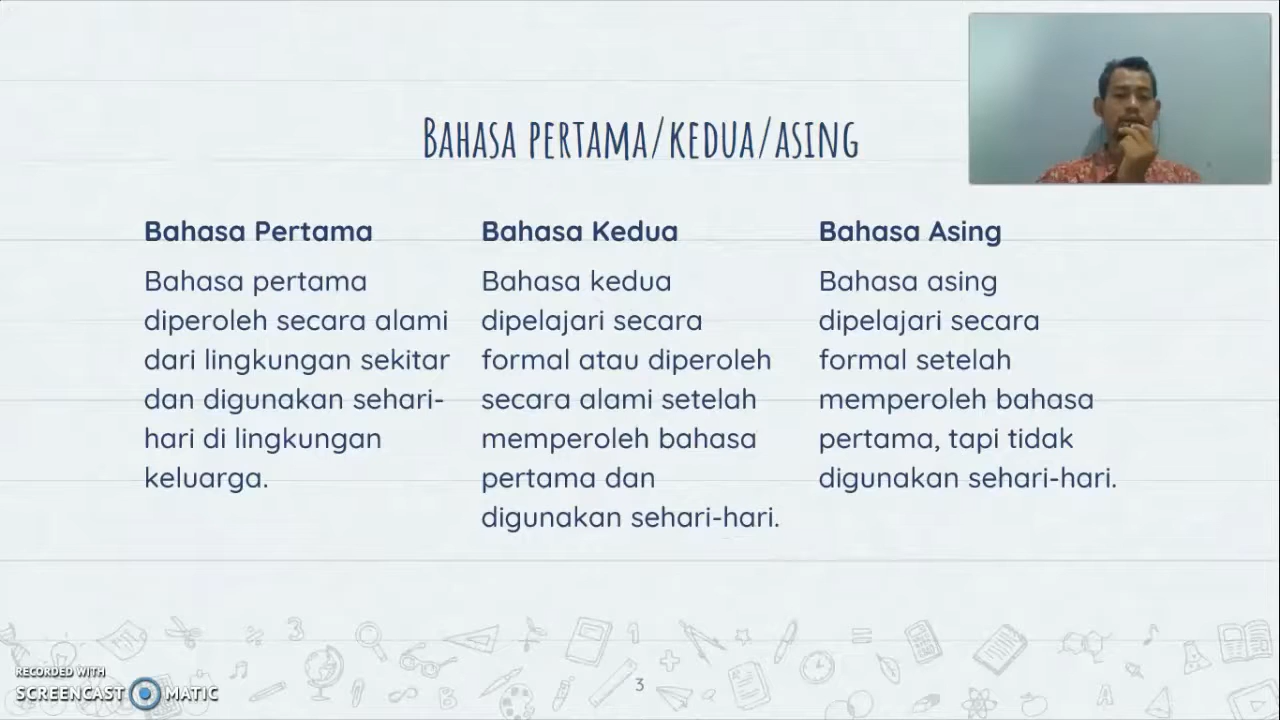 Bahasa pertama/kedua/asing
Bahasa Pertama
Bahasa pertama
diperoleh secara alami
dari lingkungan sekitar
dan digunakan sehari-
hari di lingkungan
keluarga.
Bahasa Kedua
Bahasa kedua
dipelajari secara
formal atau diperoleh
secara alami setelah
memperoleh bahasa
pertama dan
digunakan sehari-hari.
Bahasa Asing
Bahasa asing
dipelajari secara
formal setelah
memperoleh bahasa
pertama, tapi tidak
digunakan sehari-hari.
3
RECORDED WITH
SCREENCAST MATIC